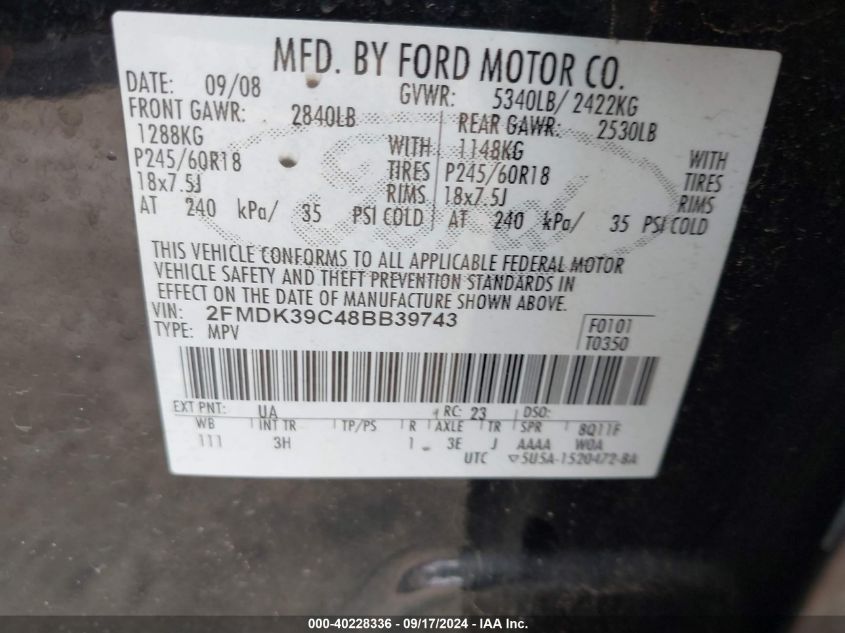 MFD. BY FORD MOTOR CO.
DATE: 09/08 GVWR: 5340LB/ 2422KG
FRONT GAWR: 2840LB REAR GAWR: 2530LB
1288KG WITH 1148KG WITH
P245/60R18 TIRES P245/60R18 TIRES
18x7.5J RIMS 18x7.5J RIMS
AT 240 kPa/ 35 PSI COLD AT 240 kPa/ 35 PSI COLD
THIS VEHICLE CONFORMS TO ALL APPLICABLE FEDERAL MOTOR
VEHICLE SAFETY AND THEFT PREVENTION STANDARDS IN
EFFECT ON THE DATE OF MANUFACTURE SHOWN ABOVE.
VIN: 2FMDK39C48BB39743 F0101
TYPE: MPV T0350
EXT PNT: UA RC: 23 DSO:
WB INT TR TP/PS R AXLE TR SPR 8Q11F
111 3H 1 3E J AAAA WOA
UTC ▽5U5A-1520472-BA
Ford
000-40228336 - 09/17/2024 - IAA Inc.